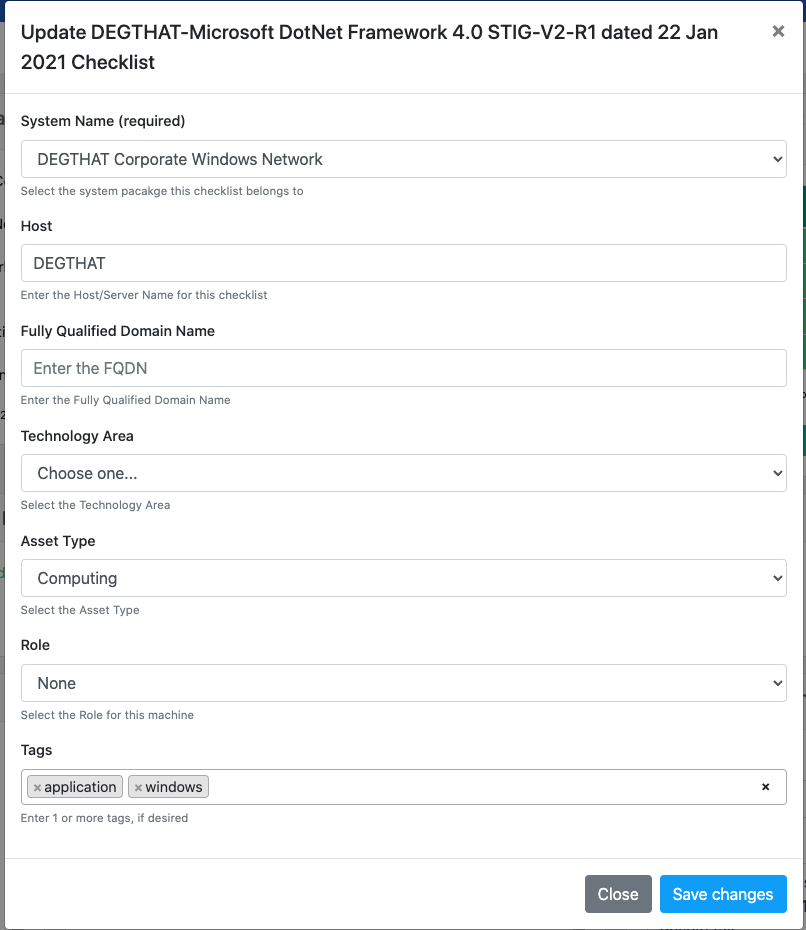 Update DEGTHAT-Microsoft DotNet Framework 4.0 STIG-V2-R1 dated 22 Jan
2021 Checklist
×
System Name (required)
DEGTHAT Corporate Windows Network
Select the system pacakge this checklist belongs to
Host
DEGTHAT
Enter the Host/Server Name for this checklist
Fully Qualified Domain Name
Enter the FQDN
Enter the Fully Qualified Domain Name
Technology Area
Choose one...
Select the Technology Area
Asset Type
Computing
Select the Asset Type
Role
None
Select the Role for this machine
Tags
× application × windows ×
Enter 1 or more tags, if desired
Close Save changes